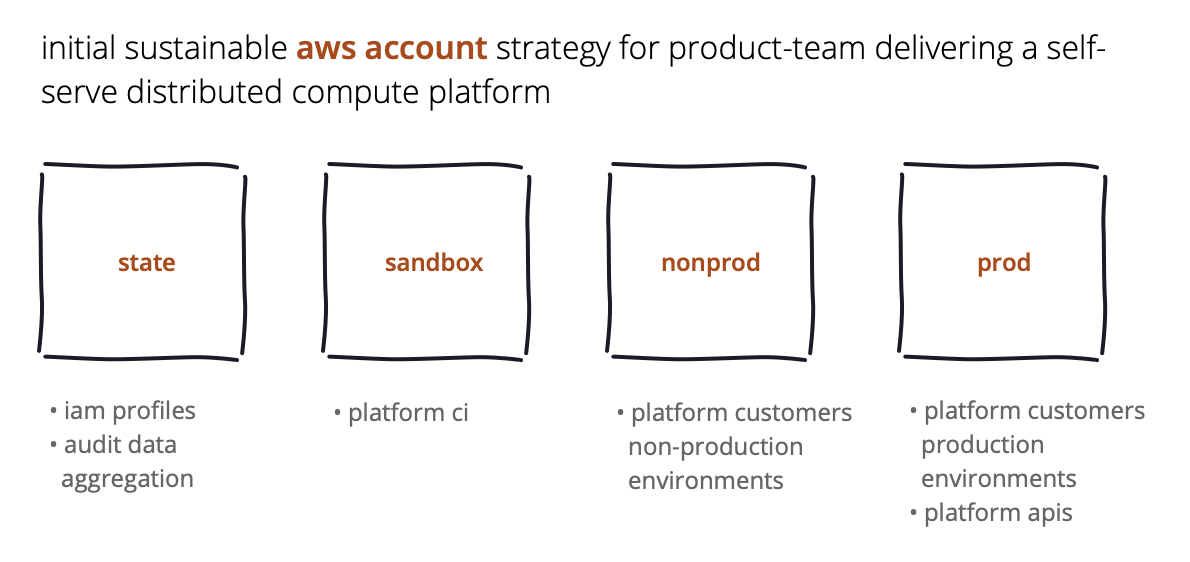 initial sustainable aws account strategy for product-team delivering a self-
serve distributed compute platform
state
sandbox
nonprod
prod
• iam profiles
• audit data
aggregation
• platform ci
• platform customers
non-production
environments
• platform customers
production
environments
• platform apis